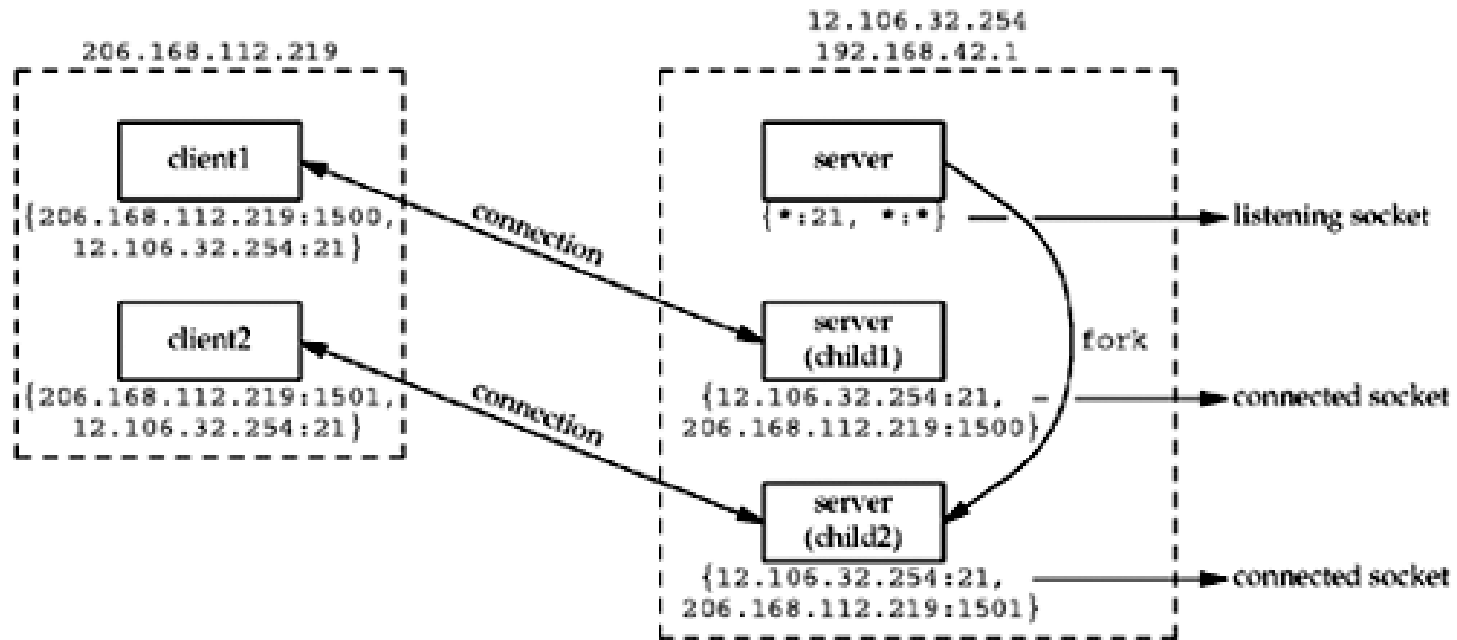 206.168.112.219
client1
{206.168.112.219:1500,
12.106.32.254:21}
client2
{206.168.112.219:1501,
12.106.32.254:21}
connection
connection
12.106.32.254
192.168.42.1
server
{*:21, *:*}
listening socket
fork
server
(child1)
{12.106.32.254:21,
206.168.112.219:1500}
connected socket
server
(child2)
{12.106.32.254:21,
206.168.112.219:1501}
connected socket